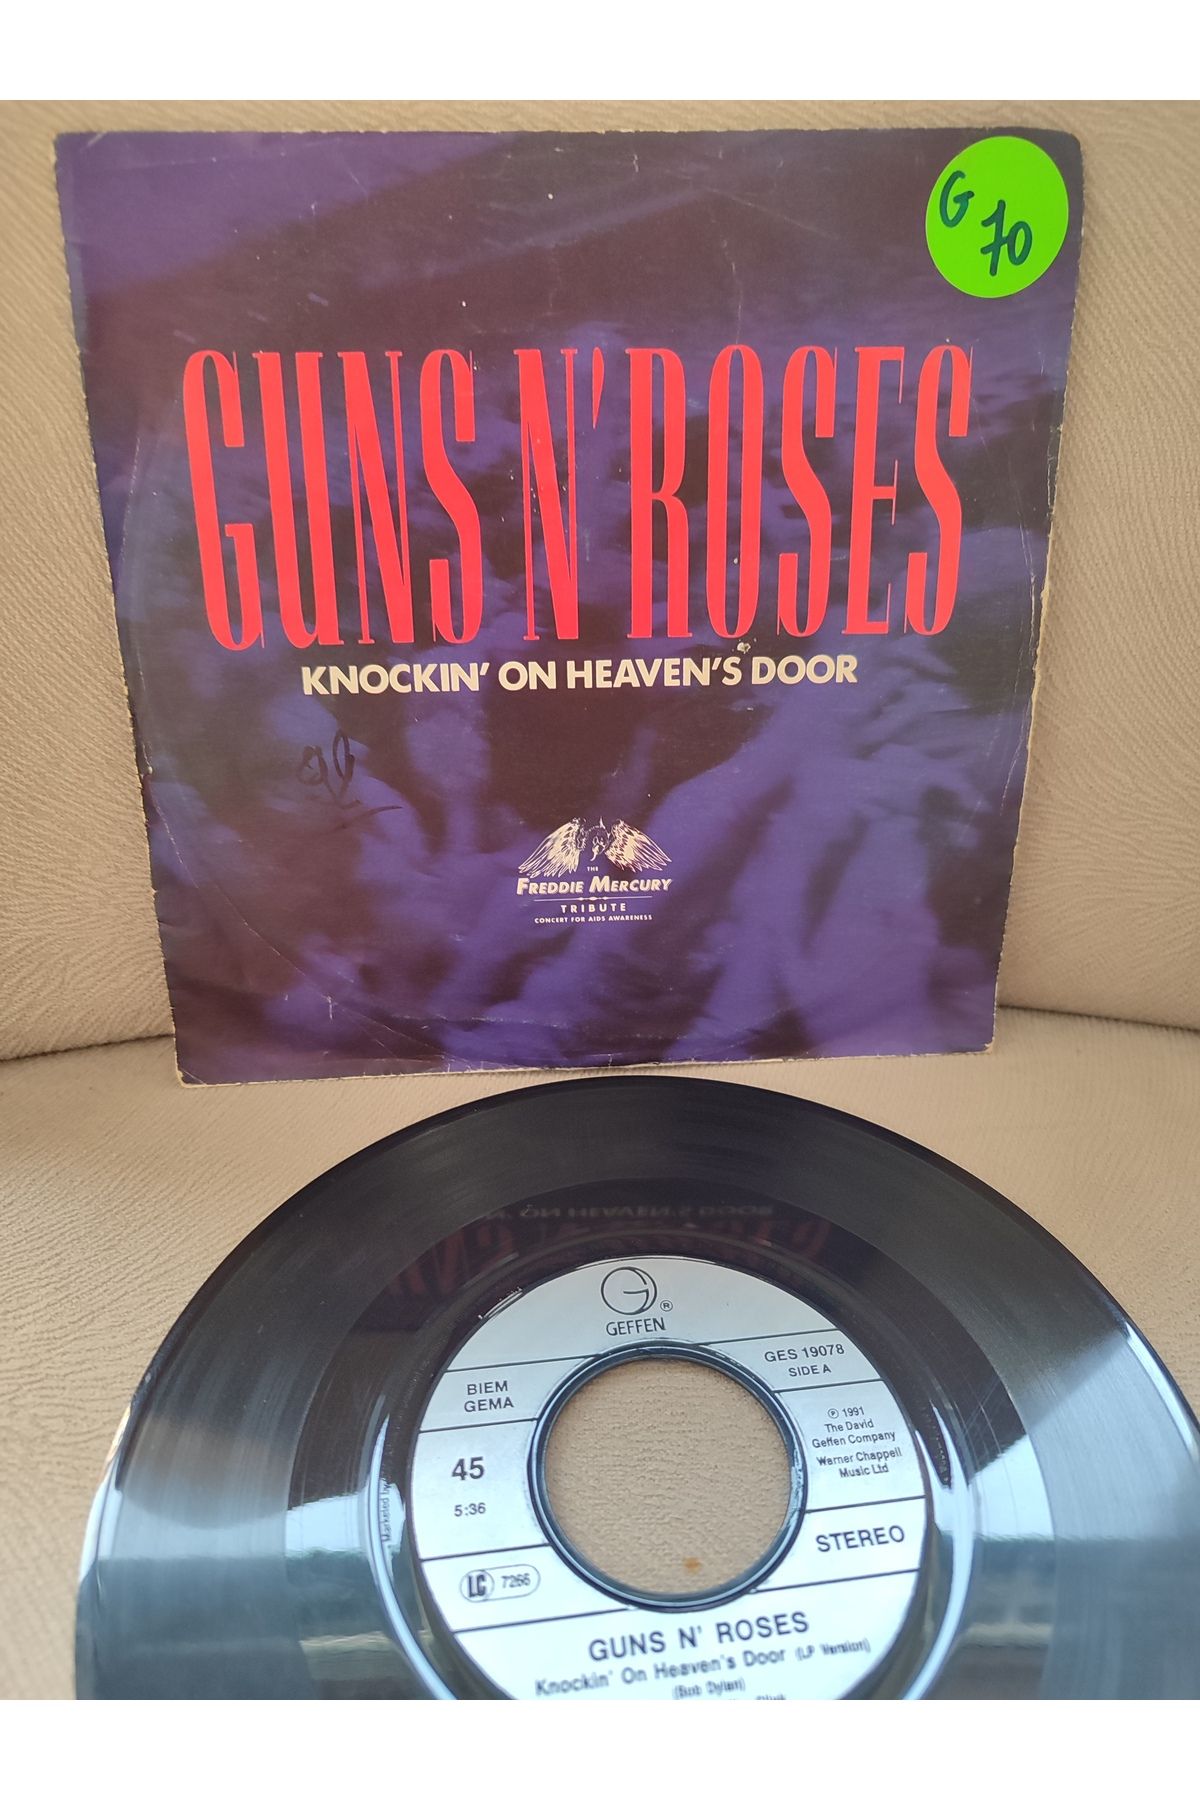 G
70
GUNS N' ROSES
KNOCKIN' ON HEAVEN'S DOOR
THE
FREDDIE MERCURY
TRIBUTE
CONCERT FOR AIDS AWARENESS
GEFFEN ®
BIEM
GEMA
GES 19078
SIDE A
℗ 1991
The David
Geffen Company
Warner Chappell
Music Ltd
45
5:36
Marketed by
STEREO
LC 7266
GUNS N' ROSES
Knockin' On Heaven's Door (LP Version)
(Bob Dylan)